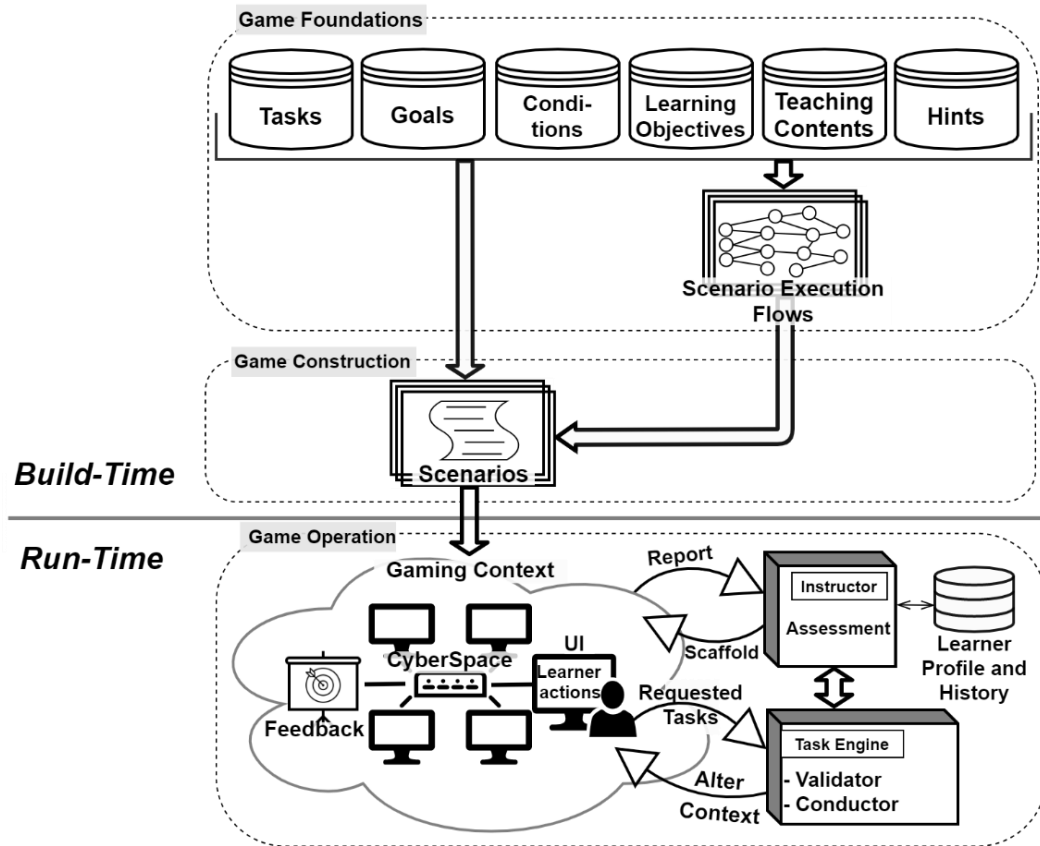 Game Foundations
Tasks
Goals
Condi-
tions
Learning
Objectives
Teaching
Contents
Hints
Scenario Execution
Flows
Game Construction
Scenarios
Build-Time
Run-Time
Game Operation
Gaming Context
CyberSpace
UI
Learner
actions
Feedback
Report
Scaffold
Instructor
Assessment
Learner
Profile and
History
Requested
Tasks
Alter
Context
Task Engine
- Validator
- Conductor